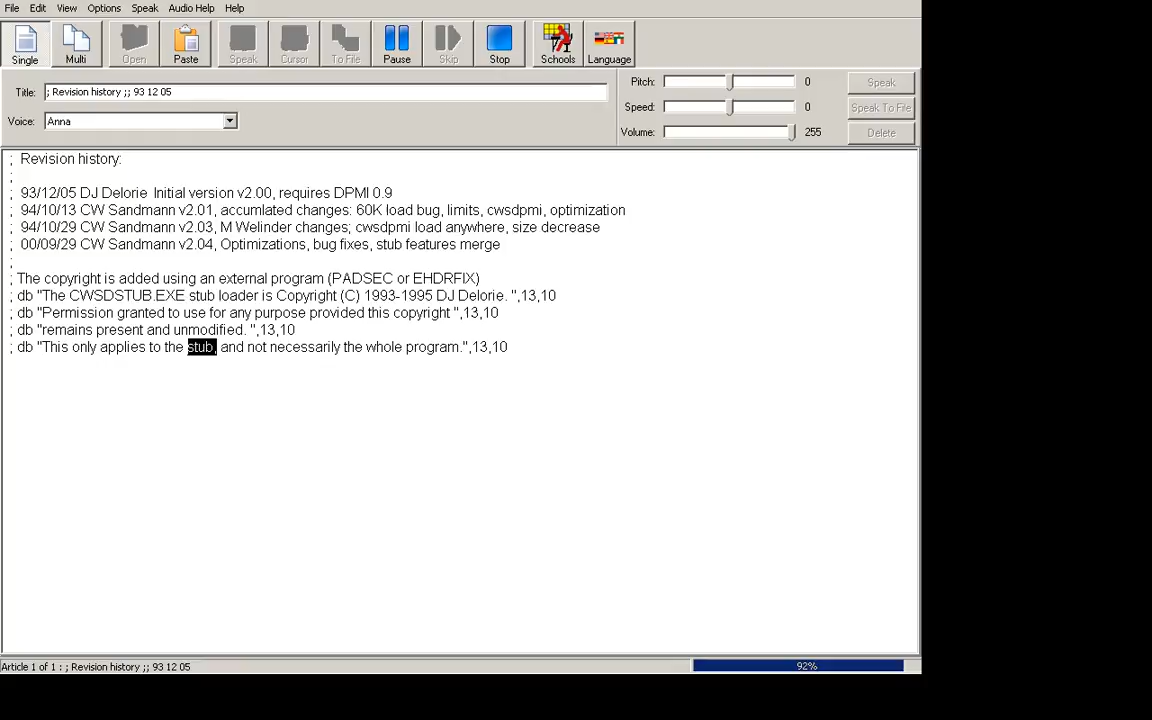 File Edit View Options Speak Audio Help Help
Single Multi Open Paste Speak Cursor To File Pause Skip Stop Schools Language
Title: ; Revision history ;; 93 12 05
Voice: Anna
Pitch: 0 Speak
Speed: 0 Speak To File
Volume: 255 Delete
; Revision history:
;
; 93/12/05 DJ Delorie Initial version v2.00, requires DPMI 0.9
; 94/10/13 CW Sandmann v2.01, accumlated changes: 60K load bug, limits, cwsdpmi, optimization
; 94/10/29 CW Sandmann v2.03, M Welinder changes; cwsdpmi load anywhere, size decrease
; 00/09/29 CW Sandmann v2.04, Optimizations, bug fixes, stub features merge
;
; The copyright is added using an external program (PADSEC or EHDRFIX)
; db "The CWSDSTUB.EXE stub loader is Copyright (C) 1993-1995 DJ Delorie. ",13,10
; db "Permission granted to use for any purpose provided this copyright ",13,10
; db "remains present and unmodified. ",13,10
; db "This only applies to the stub, and not necessarily the whole program.",13,10
Article 1 of 1 : ; Revision history ;; 93 12 05 92%